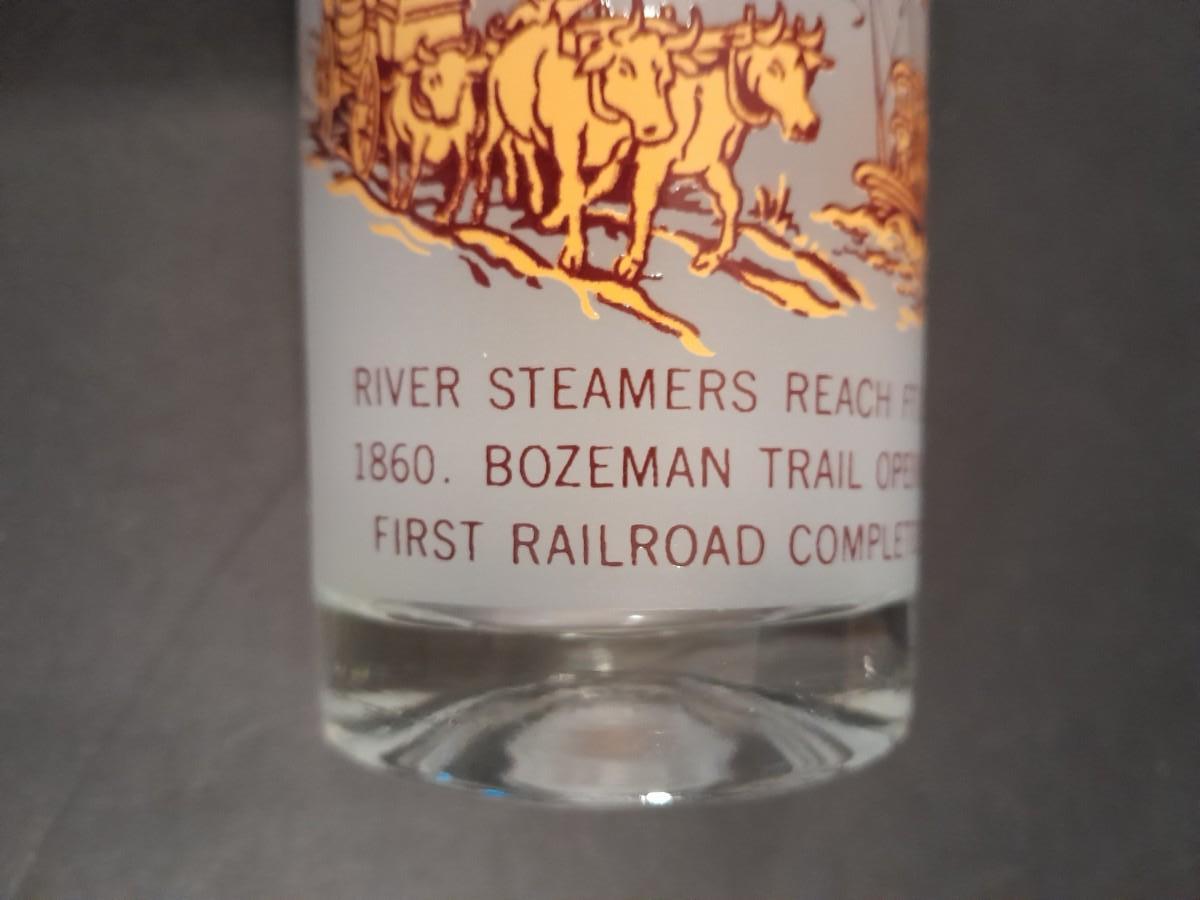 RIVER STEAMERS REACH
1860. BOZEMAN TRAIL
FIRST RAILROAD